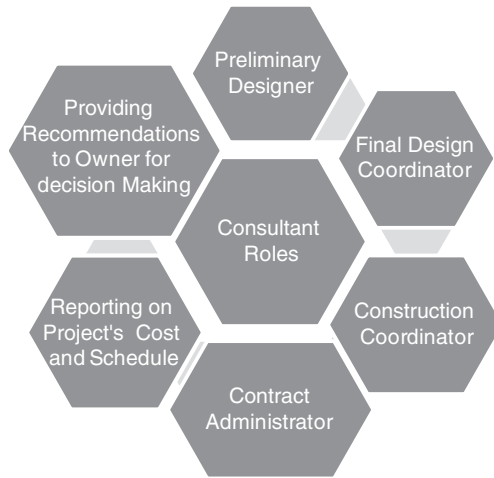 Preliminary
Designer
Providing
Recommendations
to Owner for
decision Making
Final Design
Coordinator
Consultant
Roles
Reporting on
Project's Cost
and Schedule
Construction
Coordinator
Contract
Administrator